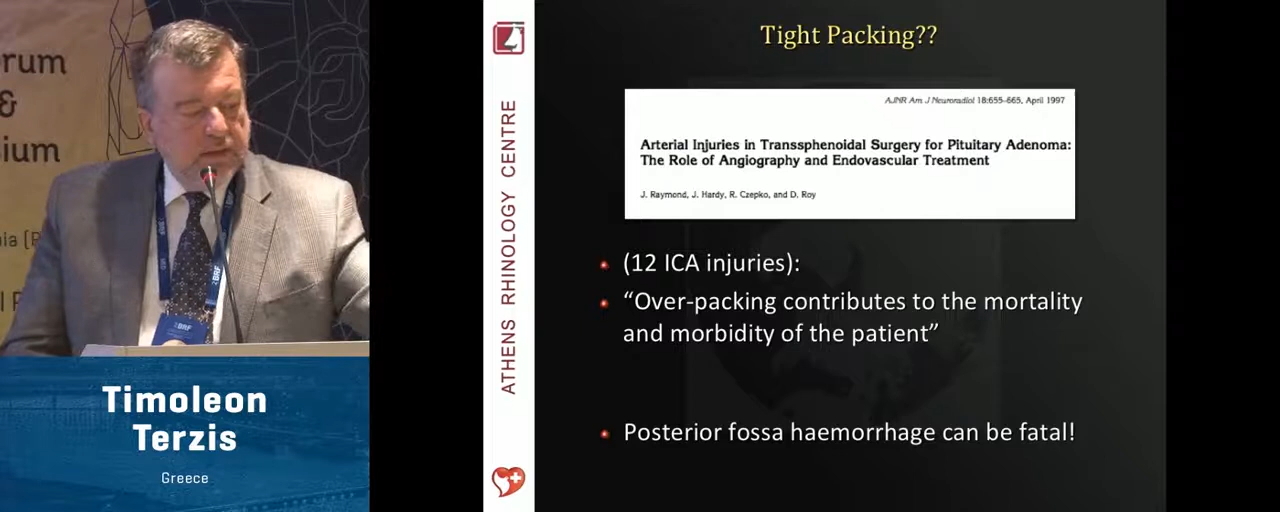 rum
&
ium
BRF
BRF
Timoleon
Terzis
Greece
ATHENS RHINOLOGY CENTRE
Tight Packing??
AJNR Am J Neuroradiol 18:655–665, April 1997
Arterial Injuries in Transsphenoidal Surgery for Pituitary Adenoma:
The Role of Angiography and Endovascular Treatment
J. Raymond, J. Hardy, R. Czepko, and D. Roy
(12 ICA injuries):
“Over-packing contributes to the mortality
and morbidity of the patient”
Posterior fossa haemorrhage can be fatal!